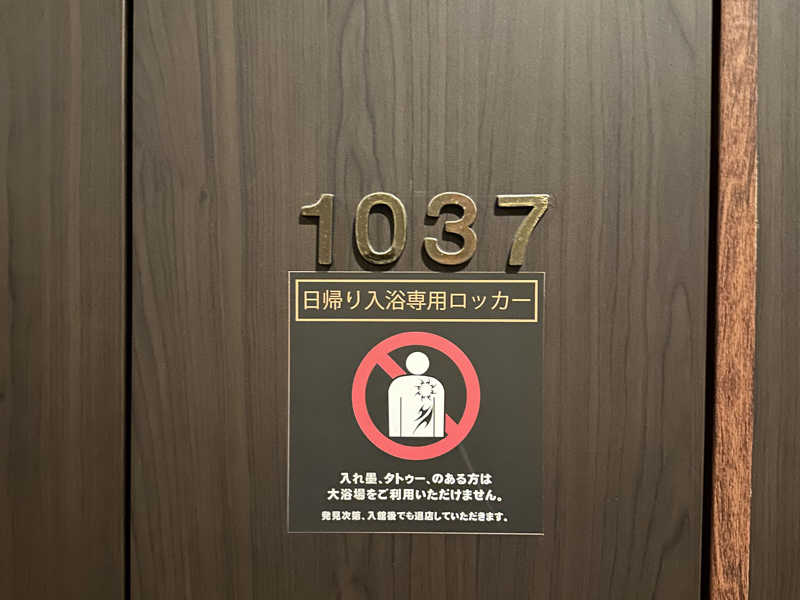 1037
日帰り入浴専用ロッカー
入れ墨、タトゥー、のある方は
大浴場をご利用いただけません。
発見次第、入館後でも退店していただきます。